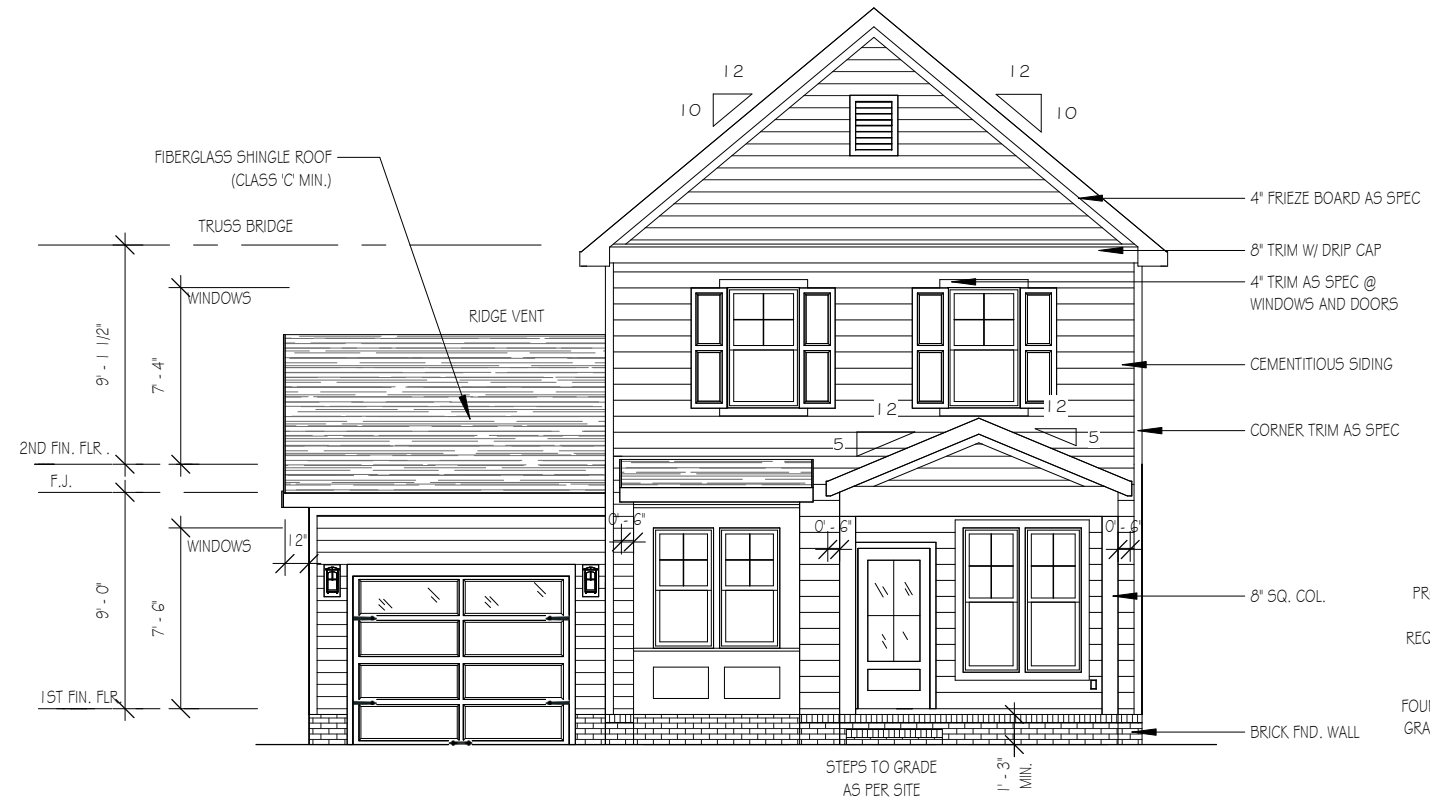 12
10
12
10
FIBERGLASS SHINGLE ROOF
(CLASS 'C' MIN.)
TRUSS BRIDGE
4" FRIEZE BOARD AS SPEC
8" TRIM W/ DRIP CAP
4" TRIM AS SPEC @
WINDOWS AND DOORS
WINDOWS
RIDGE VENT
9' - 1 1/2"
7' - 4"
CEMENTITIOUS SIDING
12
5
12
5
CORNER TRIM AS SPEC
2ND FIN. FLR .
F.J.
WINDOWS
12"
0' - 6"
0' - 6"
0' - 6"
9' - 0"
7' - 6"
8" SQ. COL.
PR
REQ
1ST FIN. FLR.
FOU
GRA
BRICK FND. WALL
STEPS TO GRADE
AS PER SITE
1' - 3"
MIN.